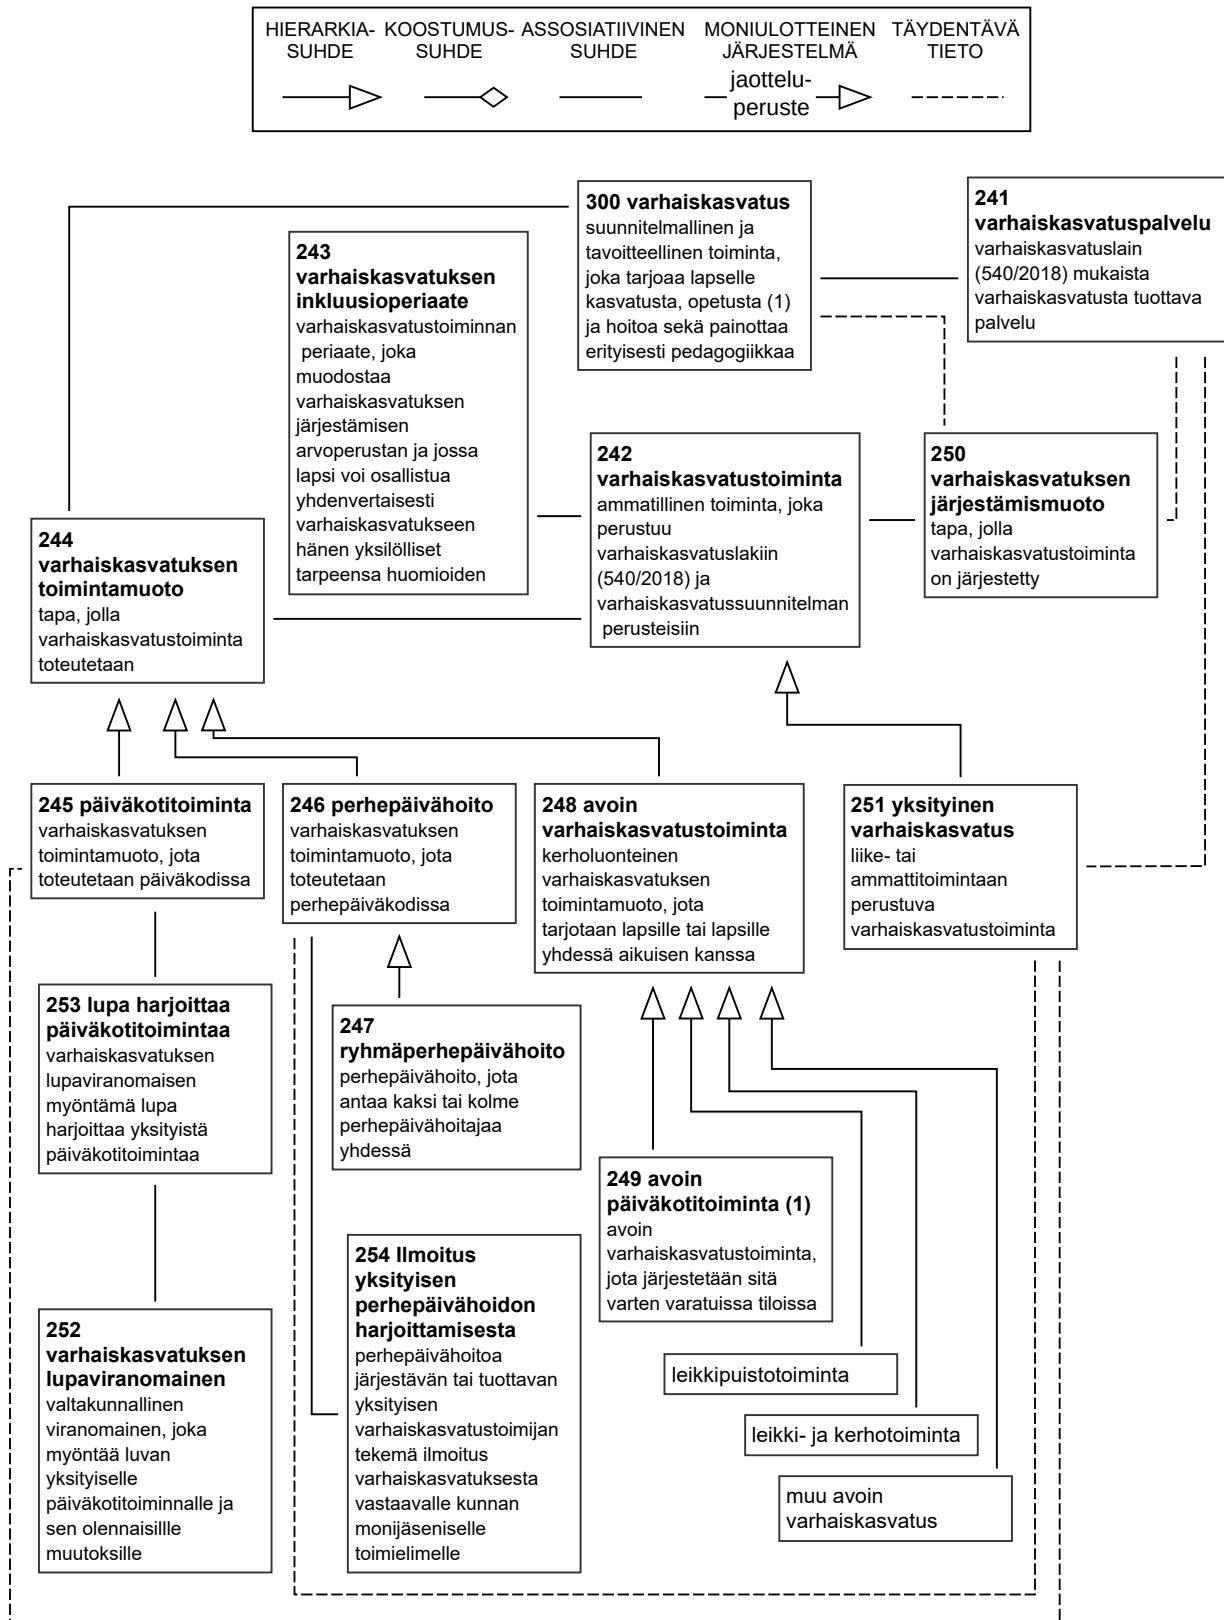 HIERARKIA-
SUHDE
KOOSTUMUS-
SUHDE
ASSOSIATIIVINEN
SUHDE
MONIULOTTEINEN
JÄRJESTELMÄ
TÄYDENTÄVÄ
TIETO
jaottelu-
peruste
300 varhaiskasvatus
suunnitelmallinen ja
tavoitteellinen toiminta,
joka tarjoaa lapselle
kasvatusta, opetusta (1)
ja hoitoa sekä painottaa
erityisesti pedagogiikkaa
241
varhaiskasvatuspalvelu
varhaiskasvatuslain
(540/2018) mukaista
varhaiskasvatusta tuottava
palvelu
243
varhaiskasvatuksen
inkluusioperiaate
varhaiskasvatustoiminnan
periaate, joka
muodostaa
varhaiskasvatuksen
järjestämisen
arvoperustan ja jossa
lapsi voi osallistua
yhdenvertaisesti
varhaiskasvatukseen
hänen yksilölliset
tarpeensa huomioiden
242
varhaiskasvatustoiminta
ammatillinen toiminta, joka
perustuu
varhaiskasvatuslakiin
(540/2018) ja
varhaiskasvatussuunnitelman
perusteisiin
250
varhaiskasvatuksen
järjestämismuoto
tapa, jolla
varhaiskasvatustoiminta
on järjestetty
244
varhaiskasvatuksen
toimintamuoto
tapa, jolla
varhaiskasvatustoiminta
toteutetaan
245 päiväkotitoiminta
varhaiskasvatuksen
toimintamuoto, jota
toteutetaan päiväkodissa
246 perhepäivähoito
varhaiskasvatuksen
toimintamuoto, jota
toteutetaan
perhepäiväkodissa
248 avoin
varhaiskasvatustoiminta
kerholuonteinen
varhaiskasvatuksen
toimintamuoto, jota
tarjotaan lapsille tai lapsille
yhdessä aikuisen kanssa
251 yksityinen
varhaiskasvatus
liike- tai
ammattitoimintaan
perustuva
varhaiskasvatustoiminta
253 lupa harjoittaa
päiväkotitoimintaa
varhaiskasvatuksen
lupaviranomaisen
myöntämä lupa
harjoittaa yksityistä
päiväkotitoimintaa
247
ryhmäperhepäivähoito
perhepäivähoito, jota
antaa kaksi tai kolme
perhepäivähoitajaa
yhdessä
249 avoin
päiväkotitoiminta (1)
avoin
varhaiskasvatustoiminta,
jota järjestetään sitä
varten varatuissa tiloissa
254 Ilmoitus
yksityisen
perhepäivähoidon
harjoittamisesta
perhepäivähoitoa
järjestävän tai tuottavan
yksityisen
varhaiskasvatustoimijan
tekemä ilmoitus
varhaiskasvatuksesta
vastaavalle kunnan
monijäseniselle
toimielimelle
252
varhaiskasvatuksen
lupaviranomainen
valtakunnallinen
viranomainen, joka
myöntää luvan
yksityiselle
päiväkotitoiminnalle ja
sen olennaisillle
muutoksille
leikkipuistotoiminta
leikki- ja kerhotoiminta
muu avoin
varhaiskasvatus